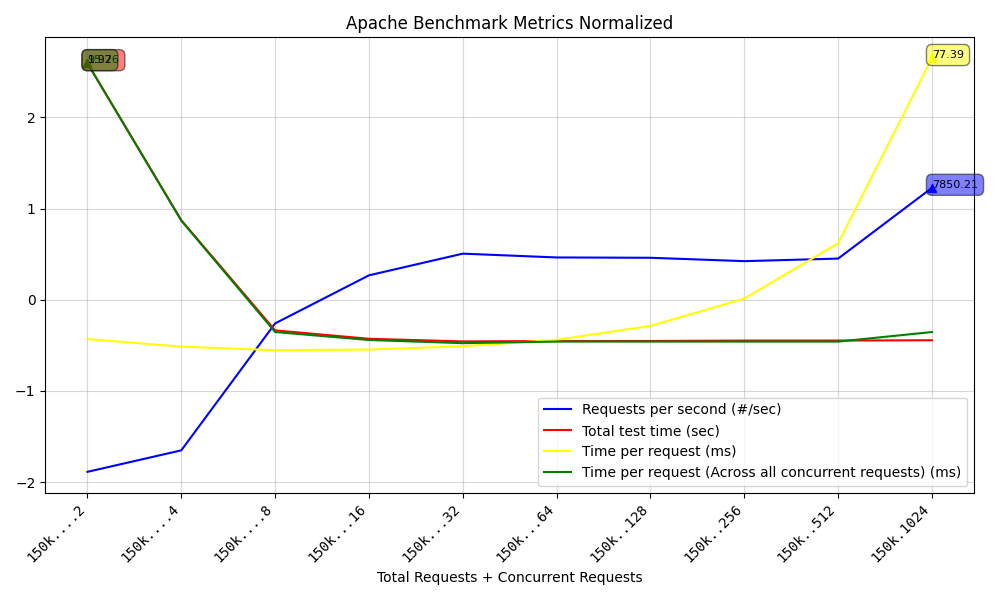 Apache Benchmark Metrics Normalized
77.39
7850.21
2
1
0
−1
−2
Requests per second (#/sec)
Total test time (sec)
Time per request (ms)
Time per request (Across all concurrent requests) (ms)
150k....2
150k....4
150k....8
150k...16
150k...32
150k...64
150k..128
150k..256
150k..512
150k.1024
Total Requests + Concurrent Requests